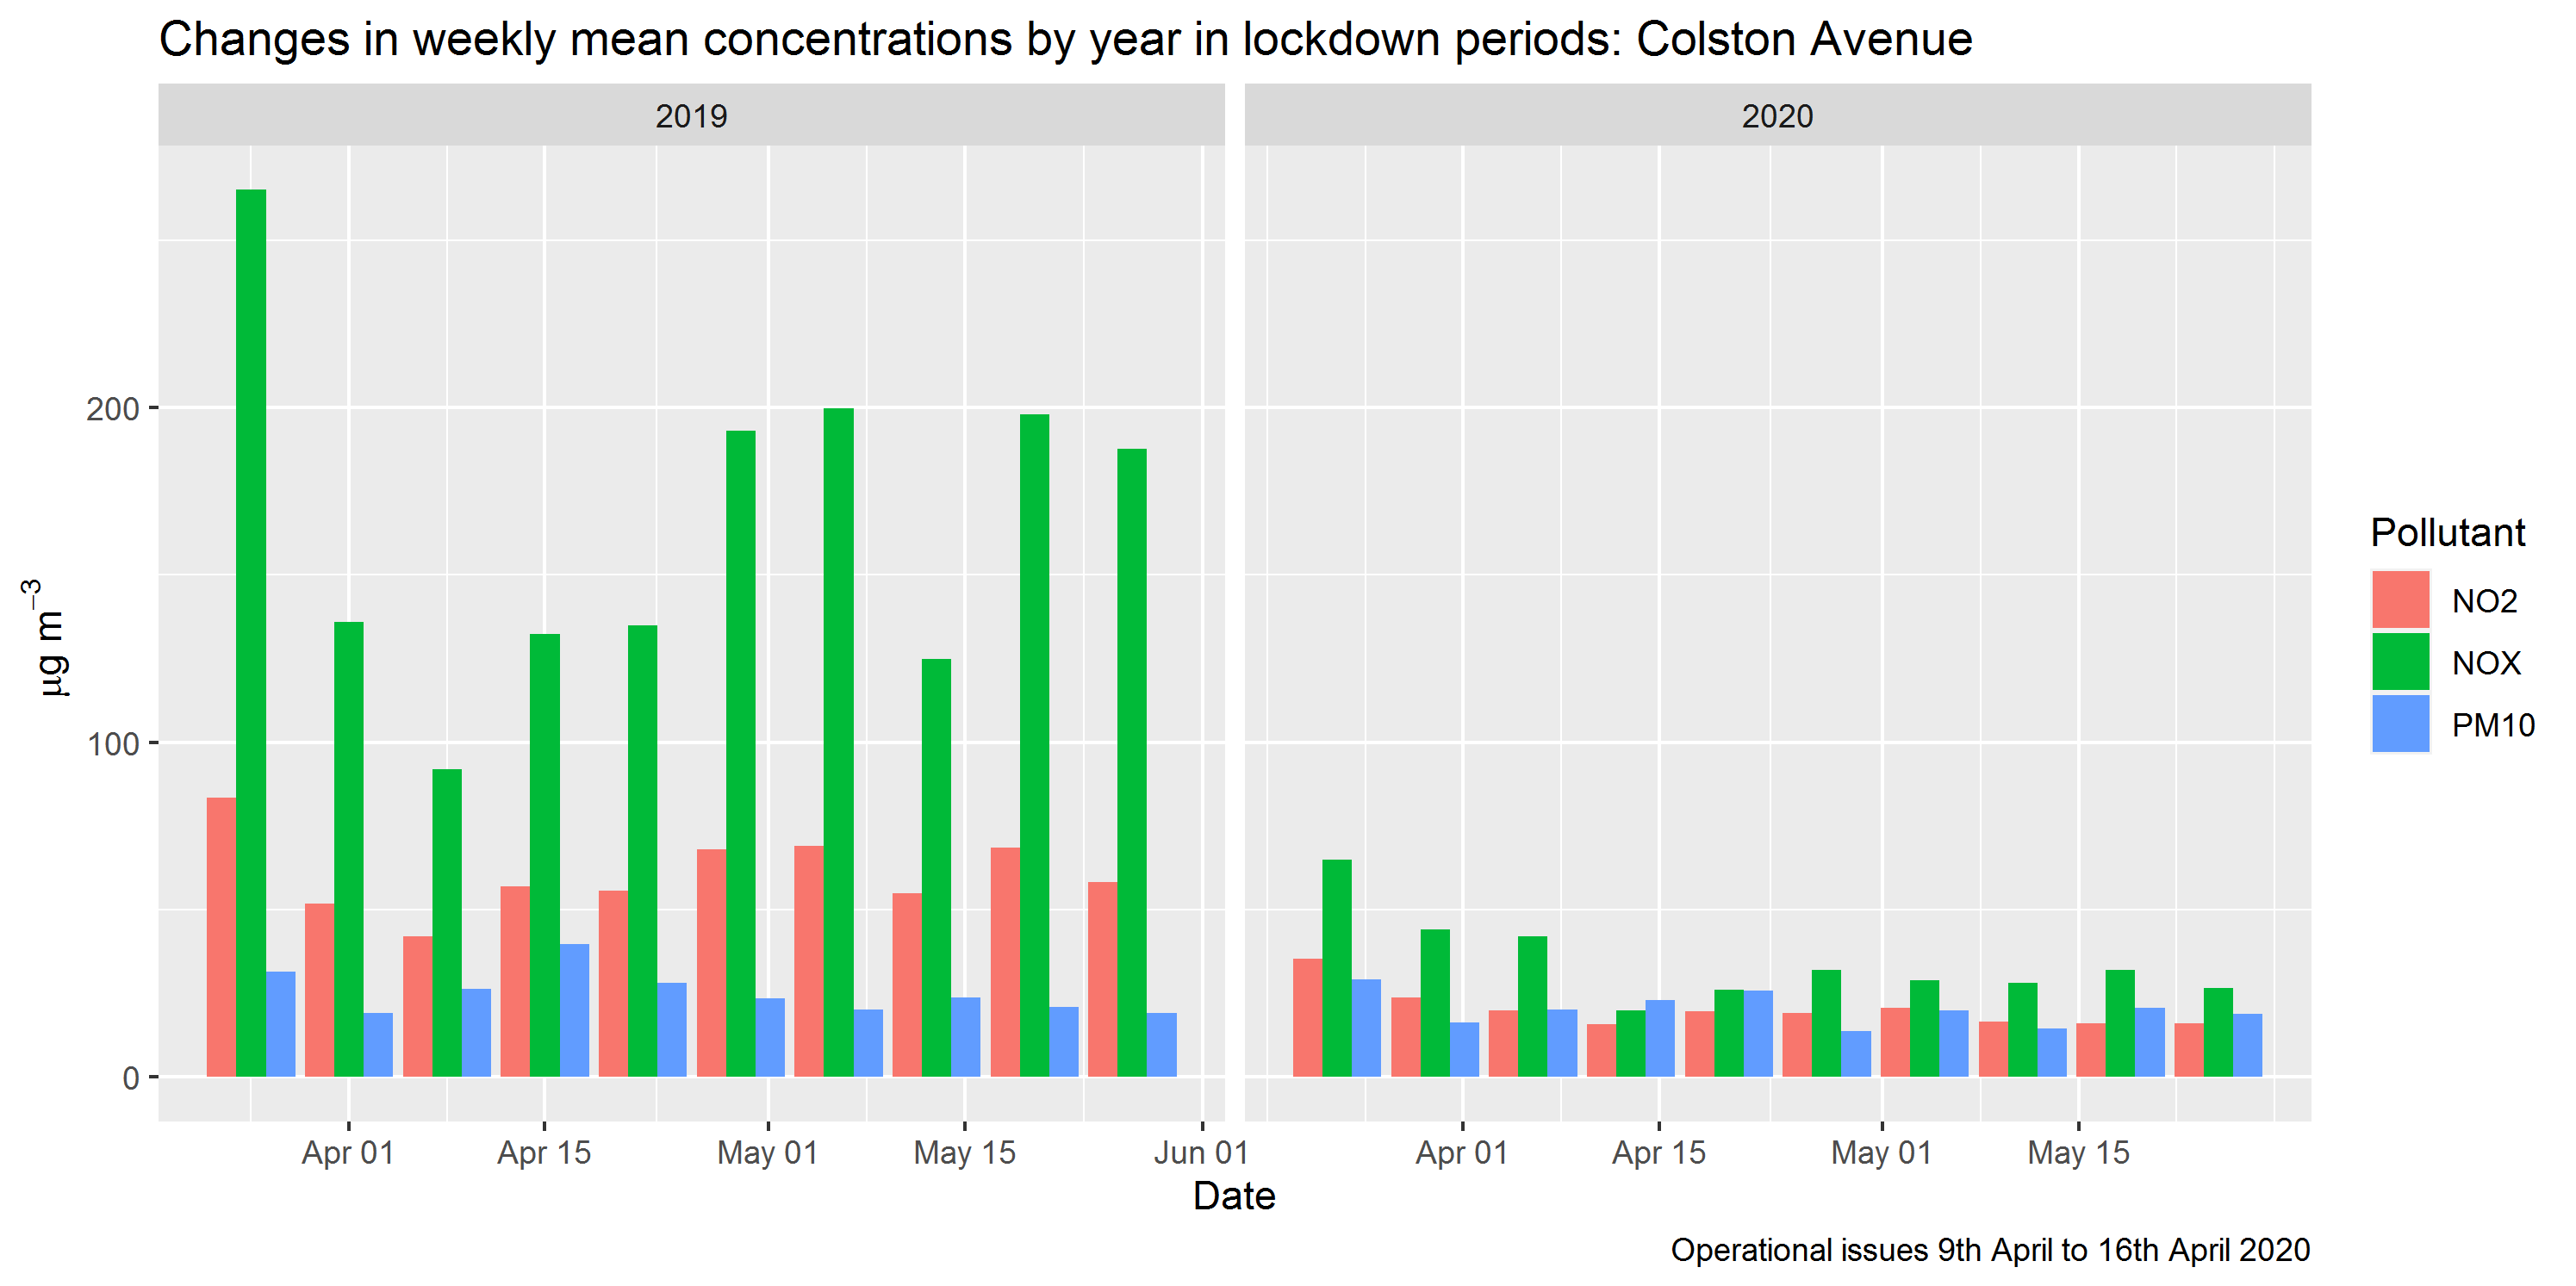 Changes in weekly mean concentrations by year in lockdown periods: Colston Avenue
2019
2020
200
100
0
µg m⁻³
Apr 01
Apr 15
May 01
May 15
Jun 01
Apr 01
Apr 15
May 01
May 15
Date
Pollutant
NO2
NOX
PM10
Operational issues 9th April to 16th April 2020